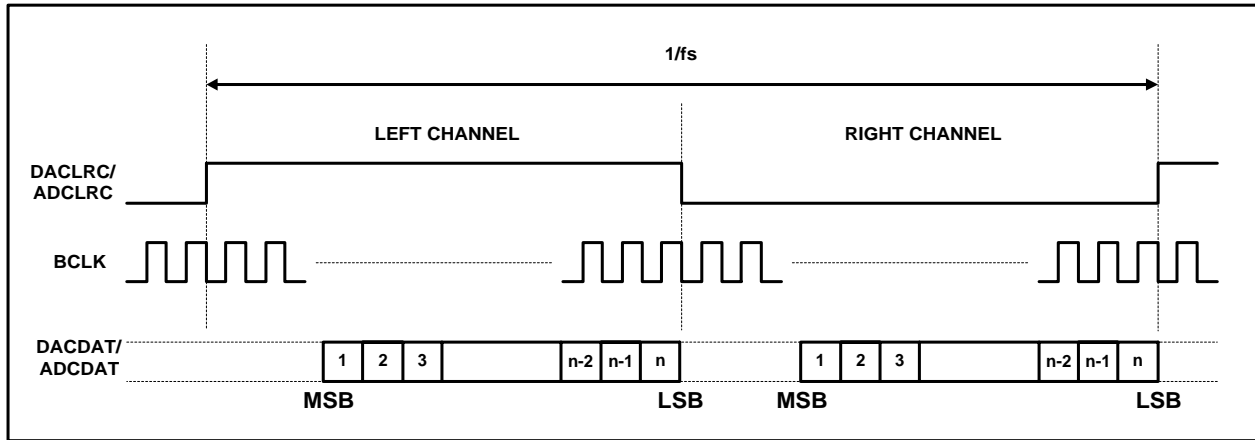 1/fs
LEFT CHANNEL
RIGHT CHANNEL
DACLRC/
ADCLRC
BCLK
DACDAT/
ADCDAT
1 2 3 n-2 n-1 n 1 2 3 n-2 n-1 n
MSB LSB MSB LSB